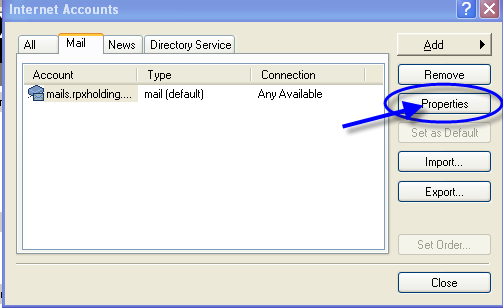 Internet Accounts
All Mail News Directory Service
Add
Account Type Connection
mails.rpxholding.... mail (default) Any Available
Remove
Properties
Set as Default
Import...
Export...
Set Order...
Close